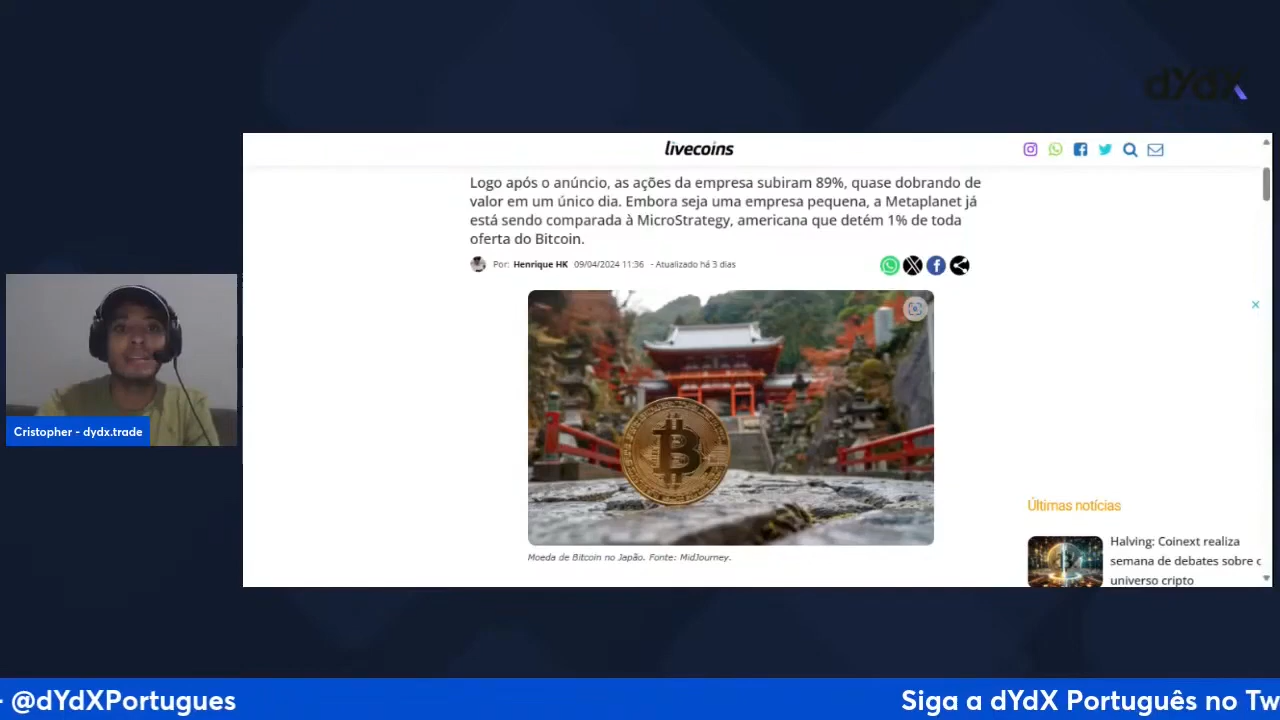 dYdX
livecoins
Logo após o anúncio, as ações da empresa subiram 89%, quase dobrando de
valor em um único dia. Embora seja uma empresa pequena, a Metaplanet já
está sendo comparada à MicroStrategy, americana que detém 1% de toda
oferta do Bitcoin.
Por: Henrique HK 09/04/2024 11:36 - Atualizado há 3 dias
Moeda de Bitcoin no Japão. Fonte: MidJourney.
Últimas notícias
Halving: Coinext realiza
semana de debates sobre o
universo cripto
Cristopher - dydx.trade
- @dYdXPortugues
Siga a dYdX Português no Tw